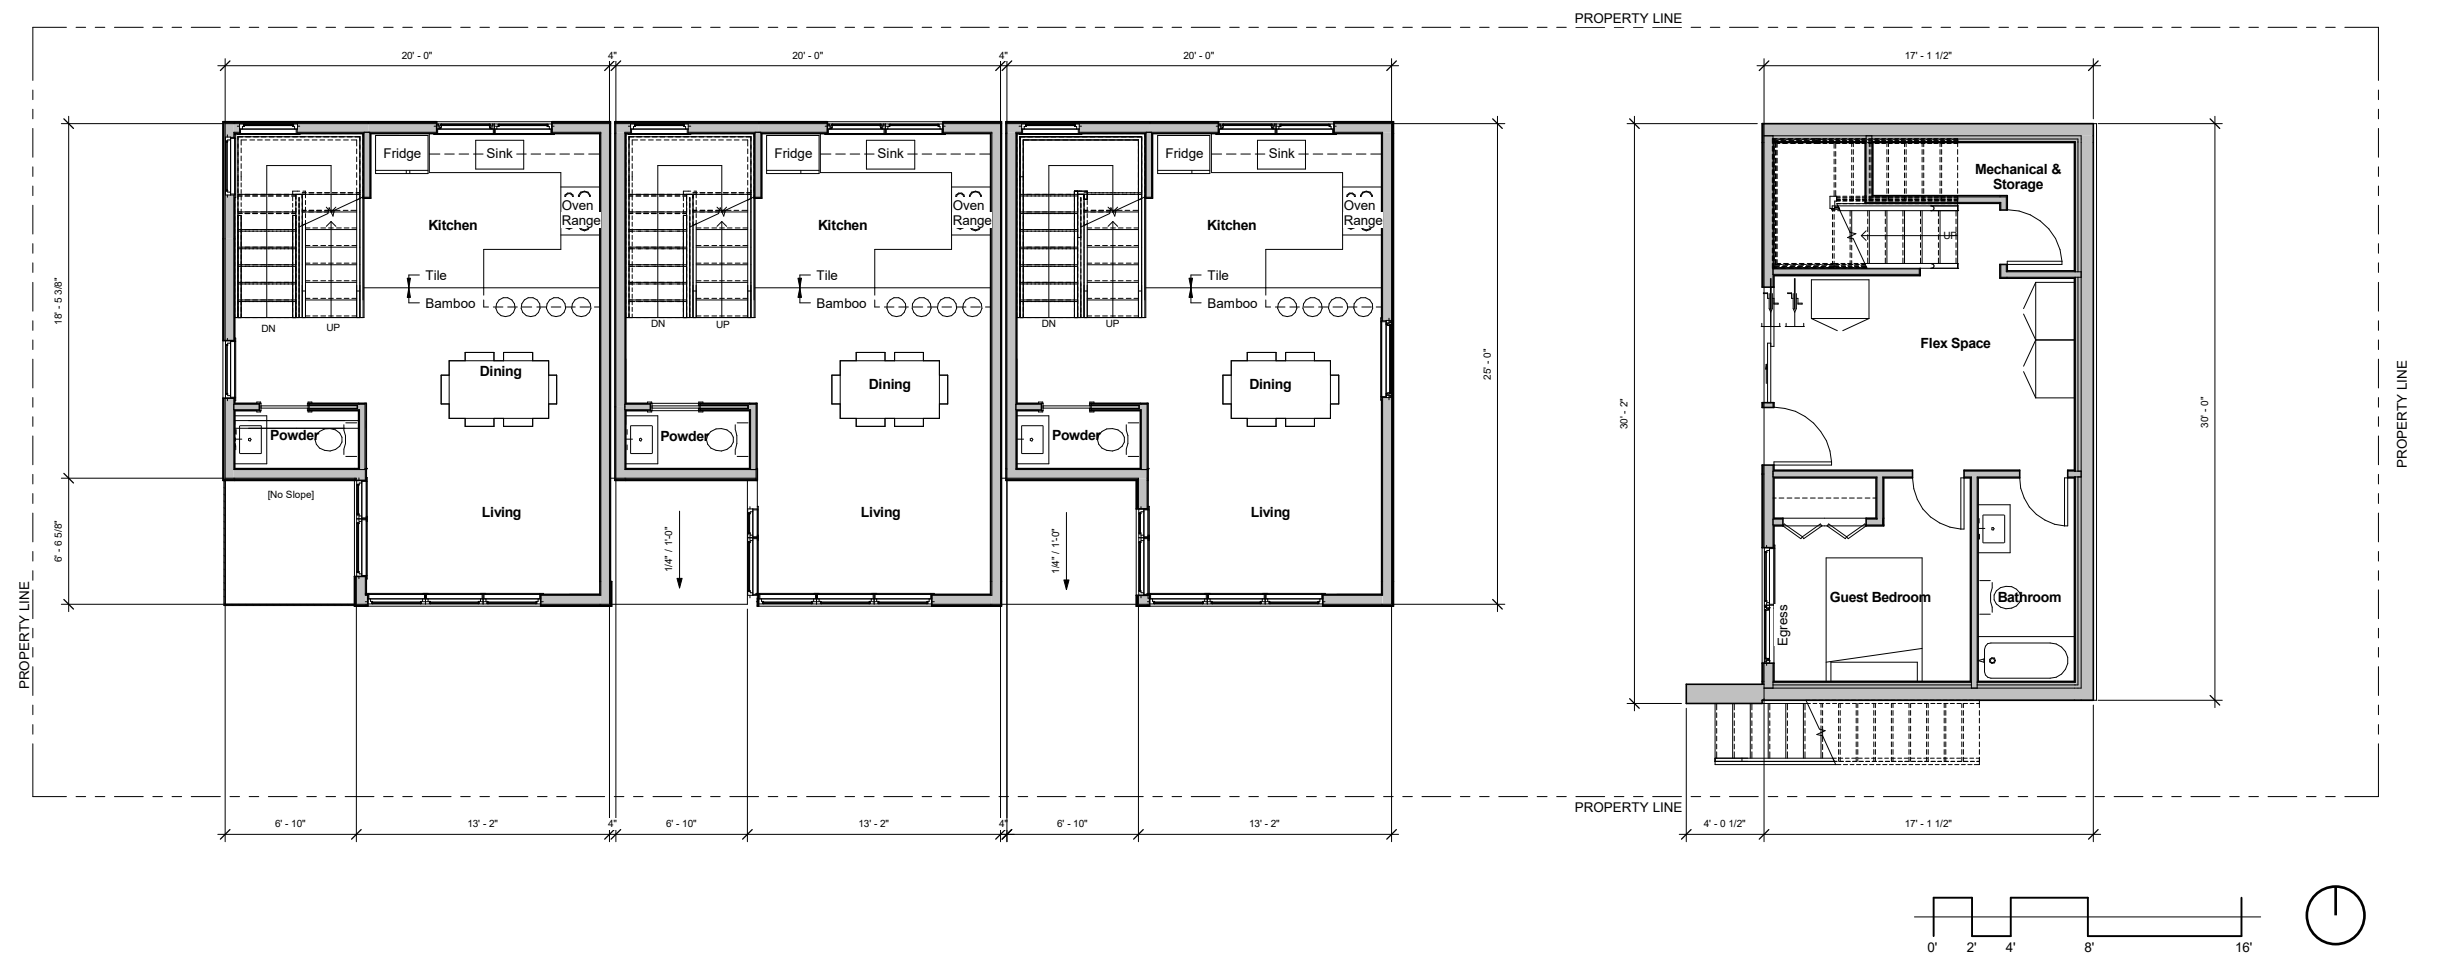 PROPERTY LINE
20' - 0"
4"
20' - 0"
4"
20' - 0"
17' - 1 1/2"
Fridge
Sink
Oven
Range
Kitchen
Tile
Bamboo
DN
UP
Dining
Powder
[No Slope]
Living
Fridge
Sink
Oven
Range
Kitchen
Tile
Bamboo
DN
UP
Dining
Powder
1/4" / 1'-0"
Living
Fridge
Sink
Oven
Range
Kitchen
Tile
Bamboo
DN
UP
Dining
Powder
1/4" / 1'-0"
Living
18' - 5 3/8"
6' - 6 5/8"
25' - 0"
30' - 2"
Mechanical &
Storage
UP
Flex Space
Guest Bedroom
Egress
Bathroom
30' - 0"
PROPERTY LINE
PROPERTY LINE
PROPERTY LINE
6' - 10"
13' - 2"
4"
6' - 10"
13' - 2"
4"
6' - 10"
13' - 2"
4' - 0 1/2"
17' - 1 1/2"
0'
2'
4'
8'
16'